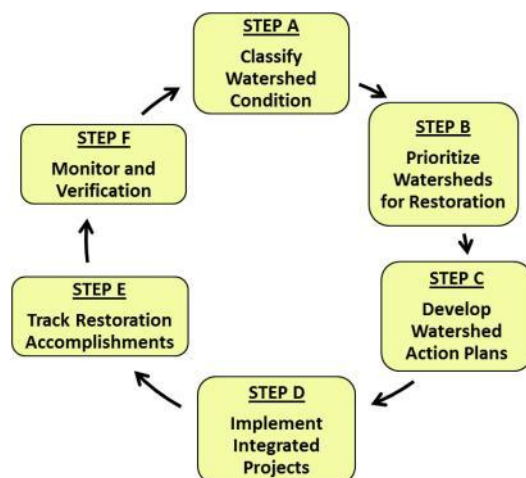 STEP A
Classify
Watershed
Condition
STEP B
Prioritize
Watersheds
for Restoration
STEP C
Develop
Watershed
Action Plans
STEP D
Implement
Integrated
Projects
STEP E
Track Restoration
Accomplishments
STEP F
Monitor and
Verification